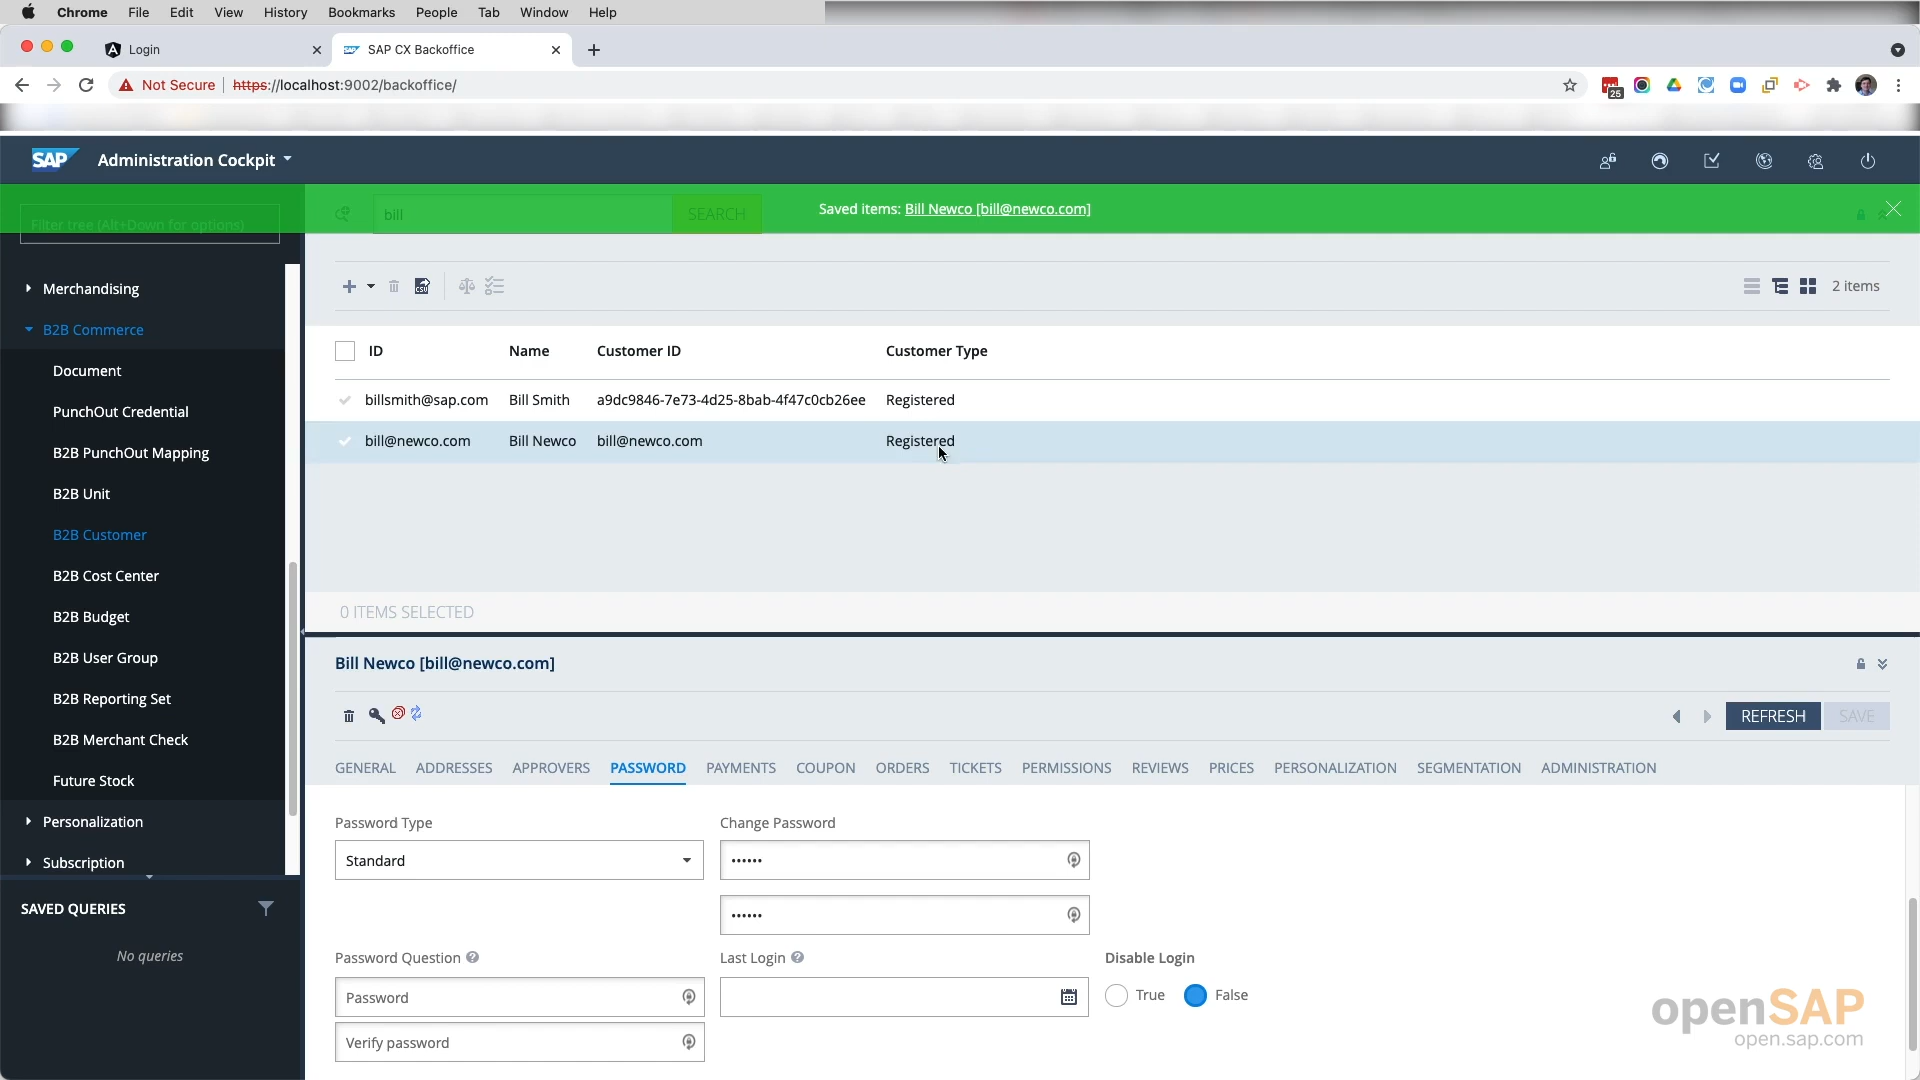 Chrome File Edit View History Bookmarks People Tab Window Help
Login
SAP CX Backoffice
Not Secure https://localhost:9002/backoffice/
25
SAP Administration Cockpit
Filter tree (Alt+Down for options)
bill SEARCH
Saved items: Bill Newco [bill@newco.com]
Merchandising
B2B Commerce
Document
PunchOut Credential
B2B PunchOut Mapping
B2B Unit
B2B Customer
B2B Cost Center
B2B Budget
B2B User Group
B2B Reporting Set
B2B Merchant Check
Future Stock
Personalization
Subscription
SAVED QUERIES
No queries
CSV
2 items
ID Name Customer ID Customer Type
billsmith@sap.com Bill Smith a9dc9846-7e73-4d25-8bab-4f47c0cb26ee Registered
bill@newco.com Bill Newco bill@newco.com Registered
0 ITEMS SELECTED
Bill Newco [bill@newco.com]
REFRESH SAVE
GENERAL ADDRESSES APPROVERS PASSWORD PAYMENTS COUPON ORDERS TICKETS PERMISSIONS REVIEWS PRICES PERSONALIZATION SEGMENTATION ADMINISTRATION
Password Type Change Password
Standard ••••••
••••••
Password Question Last Login Disable Login
Password True False
Verify password
openSAP
open.sap.com